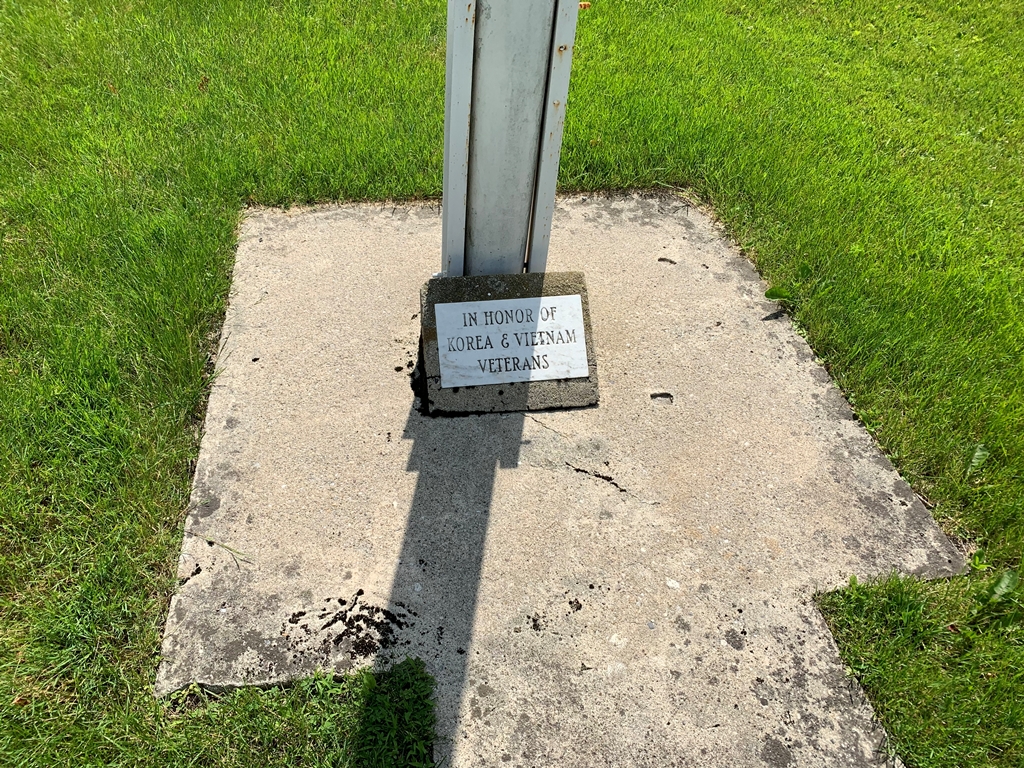 IN HONOR OF
KOREA & VIETNAM
VETERANS